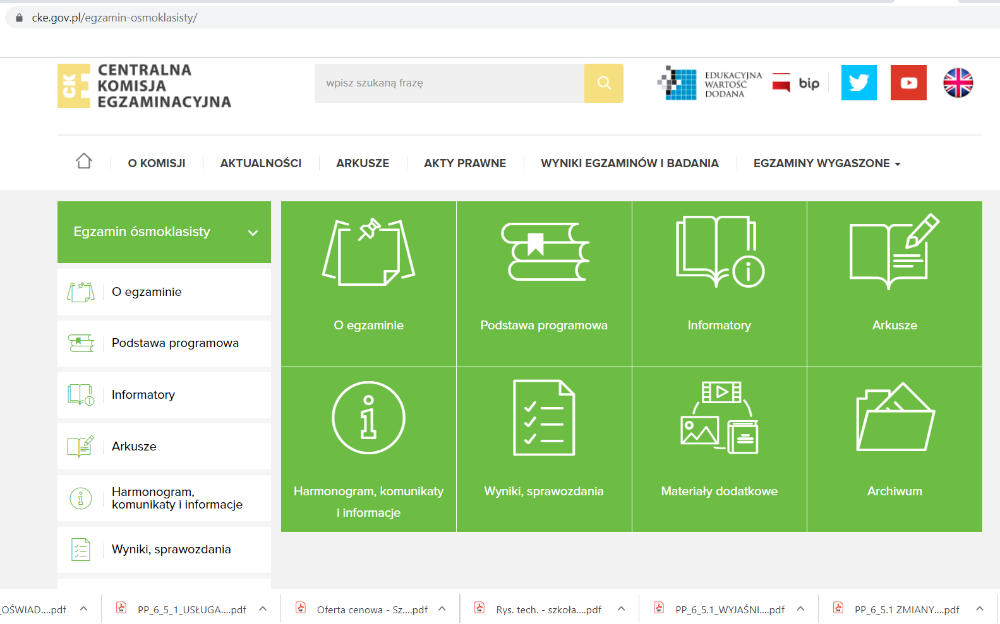 cke.gov.pl/egzamin-osmoklasisty/
CK
CENTRALNA
KOMISJA
EGZAMINACYJNA
wpisz szukaną frazę
EDUKACYJNA
WARTOŚĆ
DODANA
bip
O KOMISJI
AKTUALNOŚCI
ARKUSZE
AKTY PRAWNE
WYNIKI EGZAMINÓW I BADANIA
EGZAMINY WYGASZONE
Egzamin ósmoklasisty
O egzaminie
Podstawa programowa
Informatory
Arkusze
Harmonogram,
komunikaty i informacje
Wyniki, sprawozdania
O egzaminie
Podstawa programowa
Informatory
Arkusze
Harmonogram, komunikaty
i informacje
Wyniki, sprawozdania
Materiały dodatkowe
Archiwum
_OŚWIAD....pdf
PP_6_5_1_USŁUGA....pdf
Oferta cenowa - Sz....pdf
Rys. tech. - szkoła....pdf
PP_6_5.1_WYJAŚNI....pdf
PP_6_5.1 ZMIANY....pdf